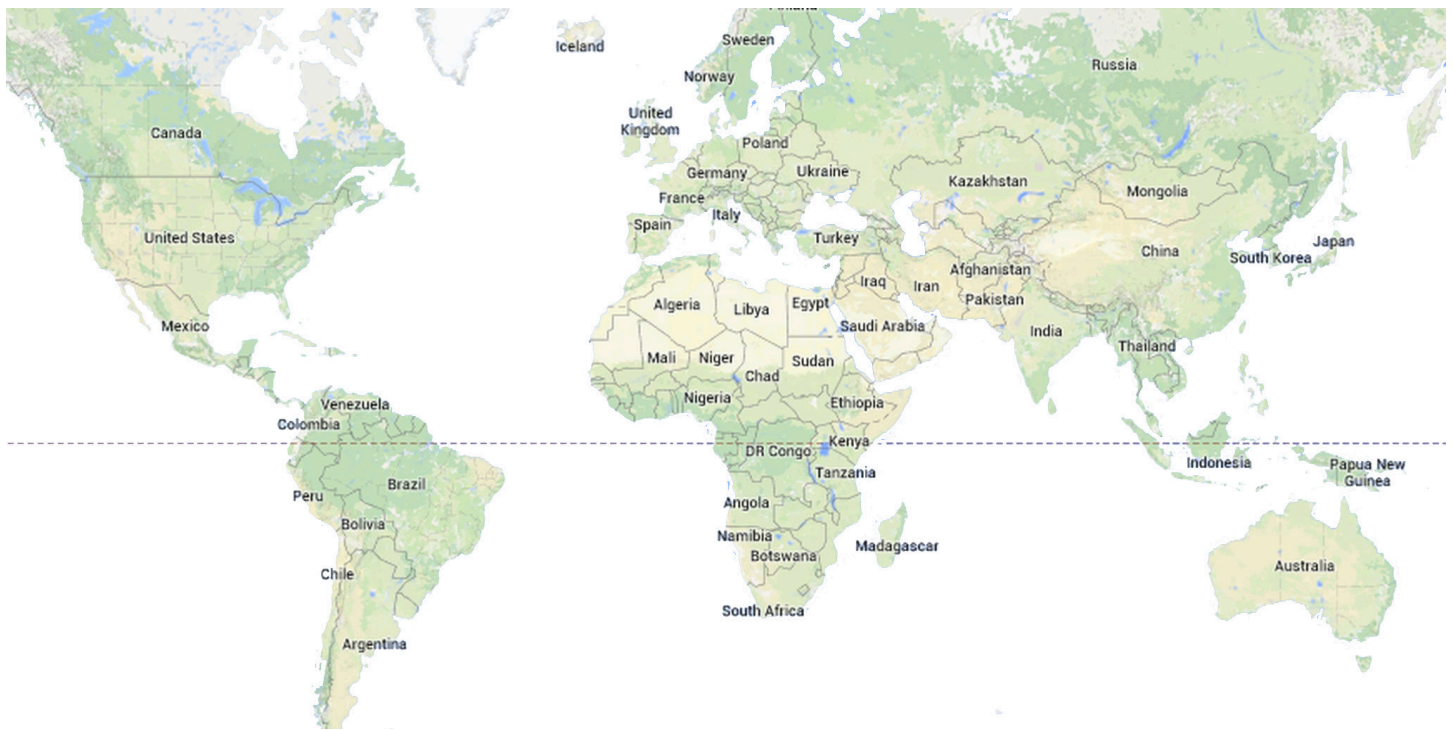 Iceland
Sweden
Norway
Russia
United
Kingdom
Canada
Poland
Germany
Ukraine
Kazakhstan
Mongolia
France
Italy
Spain
United States
Turkey
China
Japan
South Korea
Afghanistan
Iraq
Iran
Pakistan
Algeria
Libya
Egypt
Mexico
Saudi Arabia
India
Thailand
Mali
Niger
Sudan
Chad
Nigeria
Ethiopia
Venezuela
Colombia
Kenya
DR Congo
Indonesia
Papua New
Guinea
Tanzania
Brazil
Peru
Angola
Bolivia
Namibia
Madagascar
Botswana
Australia
Chile
South Africa
Argentina